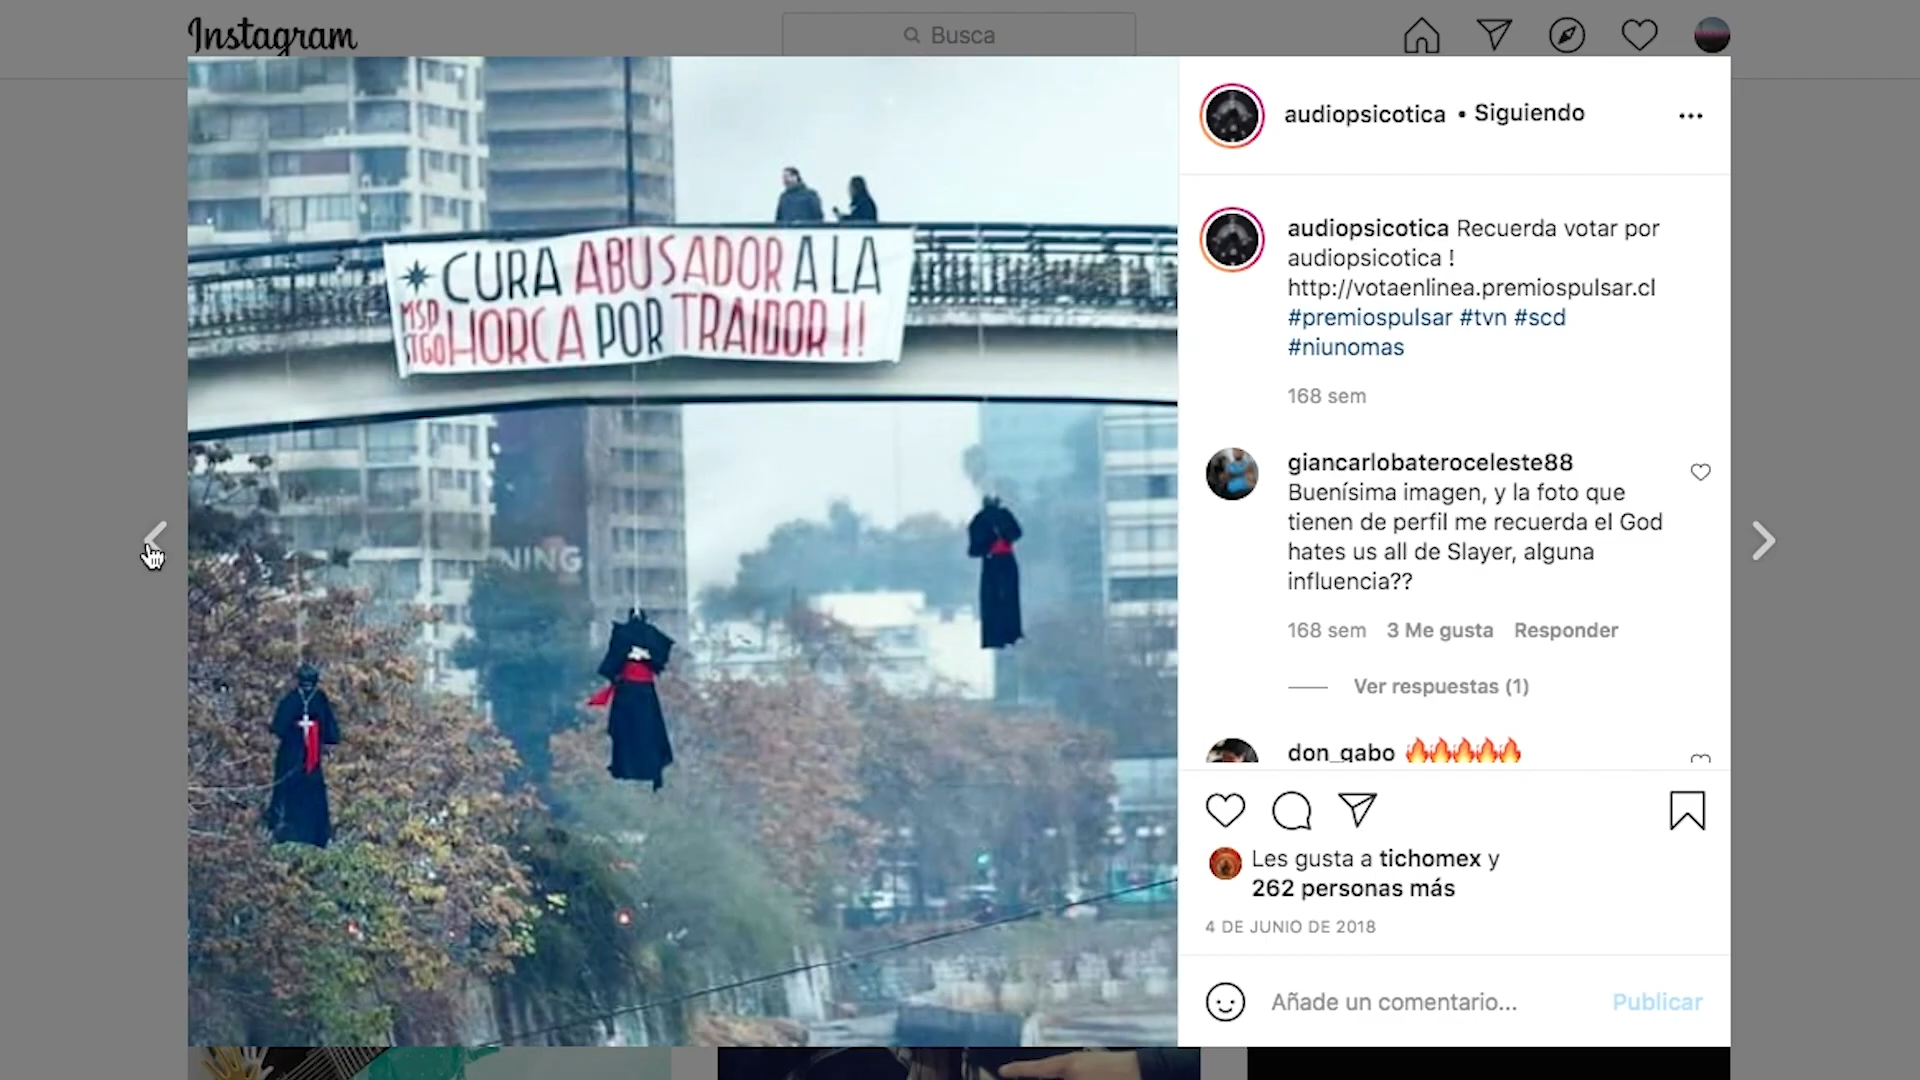 Instagram
Busca
CURA ABUSADOR A LA
MSP
STGO
HORCA POR TRAIDOR !!
NING
audiopsicotica • Siguiendo
audiopsicotica Recuerda votar por
audiopsicotica !
http://votaenlinea.premiospulsar.cl
#premiospulsar #tvn #scd
#niunomas
168 sem
giancarlobateroceleste88
Buenísima imagen, y la foto que
tienen de perfil me recuerda el God
hates us all de Slayer, alguna
influencia??
168 sem 3 Me gusta Responder
Ver respuestas (1)
don_gabo 🔥🔥🔥🔥🔥
Les gusta a tichomex y
262 personas más
4 DE JUNIO DE 2018
Añade un comentario...
Publicar